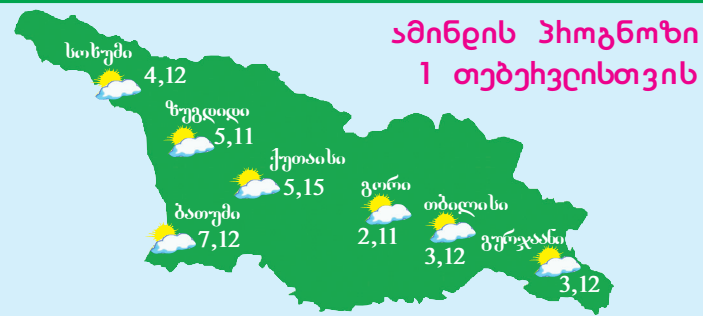 ამინდის პროგნოზი
1 თებერვლისთვის
სოხუმი
4,12
ზუგდიდი
5,11
ქუთაისი
5,15
გორი
2,11
თბილისი
3,12
ბათუმი
7,12
გურჯაანი
3,12